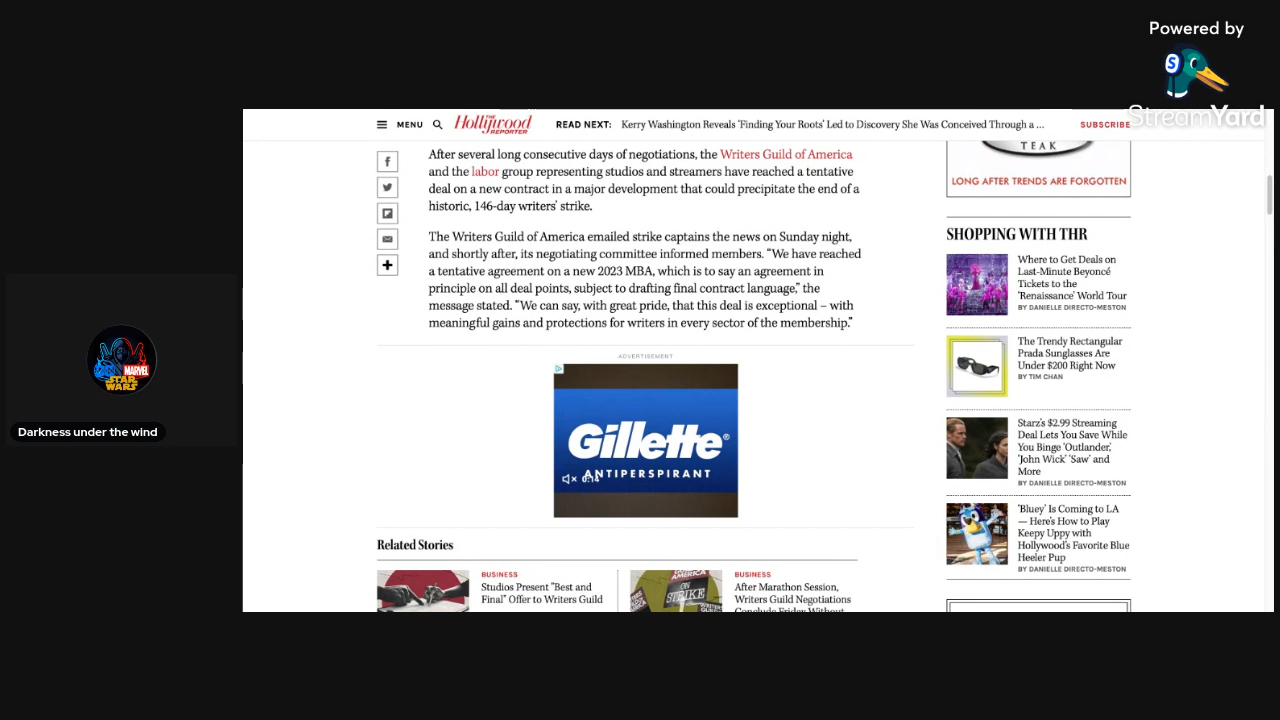 Powered by
StreamYard
MENU
THE
Hollywood
REPORTER
READ NEXT: Kerry Washington Reveals 'Finding Your Roots' Led to Discovery She Was Conceived Through a ...
SUBSCRIBE
After several long consecutive days of negotiations, the Writers Guild of America
and the labor group representing studios and streamers have reached a tentative
deal on a new contract in a major development that could precipitate the end of a
historic, 146-day writers' strike.
The Writers Guild of America emailed strike captains the news on Sunday night,
and shortly after, its negotiating committee informed members. "We have reached
a tentative agreement on a new 2023 MBA, which is to say an agreement in
principle on all deal points, subject to drafting final contract language," the
message stated. "We can say, with great pride, that this deal is exceptional – with
meaningful gains and protections for writers in every sector of the membership."
ADVERTISEMENT
Gillette®
ANTIPERSPIRANT
0:14
Related Stories
BUSINESS
Studios Present "Best and
Final" Offer to Writers Guild
AMERICA
ON
STRIKE
BUSINESS
After Marathon Session,
Writers Guild Negotiations
Conclude Friday Without
TEAK
LONG AFTER TRENDS ARE FORGOTTEN
SHOPPING WITH THR
Where to Get Deals on
Last-Minute Beyoncé
Tickets to the
'Renaissance' World Tour
BY DANIELLE DIRECTO-MESTON
The Trendy Rectangular
Prada Sunglasses Are
Under $200 Right Now
BY TIM CHAN
Starz's $2.99 Streaming
Deal Lets You Save While
You Binge 'Outlander,'
'John Wick' 'Saw' and
More
BY DANIELLE DIRECTO-MESTON
'Bluey' Is Coming to LA
— Here's How to Play
Keepy Uppy with
Hollywood's Favorite Blue
Heeler Pup
BY DANIELLE DIRECTO-MESTON
MARVEL
STAR
WARS
Darkness under the wind